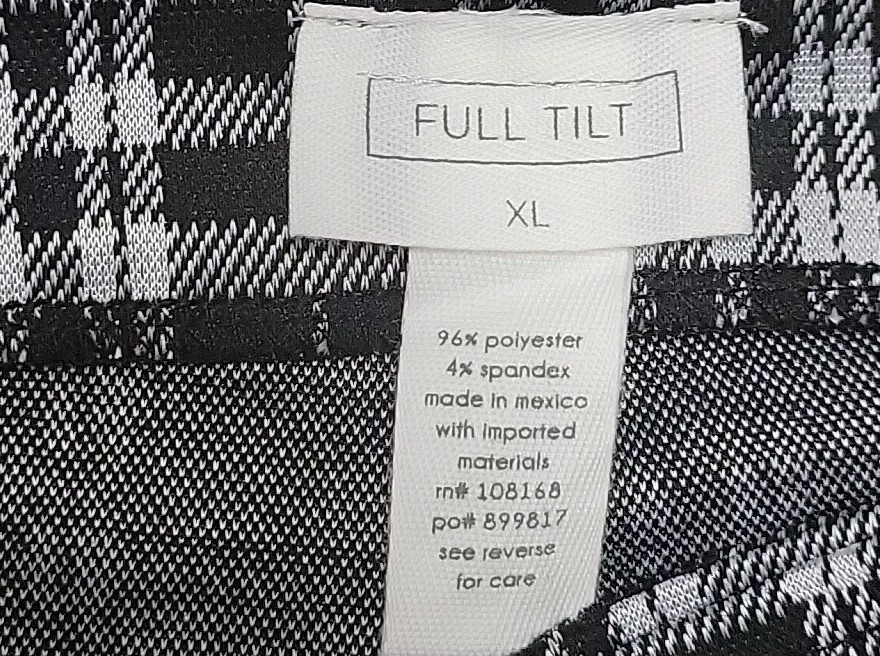 FULL TILT
XL
96% polyester
4% spandex
made in mexico
with imported
materials
rn# 108168
po# 899817
see reverse
for care